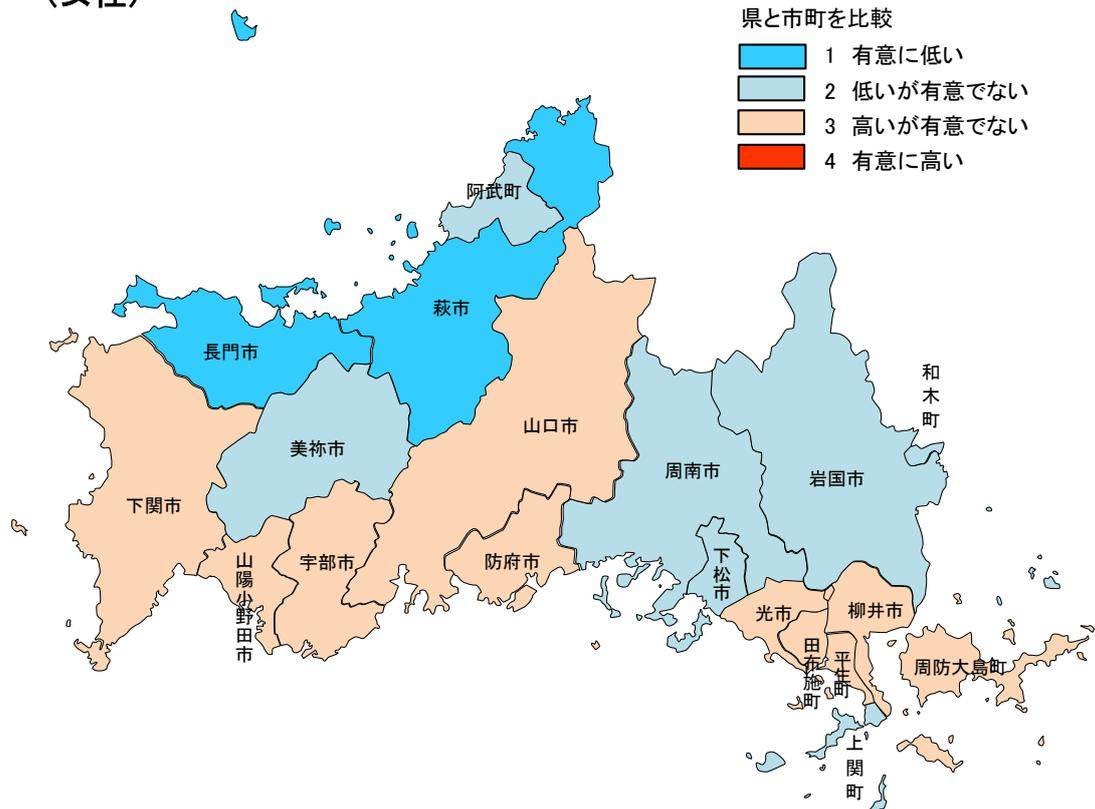 （女性）
県と市町を比較
1 有意に低い
2 低いが有意でない
3 高いが有意でない
4 有意に高い
阿武町
萩市
長門市
和木町
山口市
美祢市
周南市
岩国市
下関市
山陽小野田市
宇部市
防府市
下松市
光市
柳井市
田布施町
平生町
周防大島町
上関町